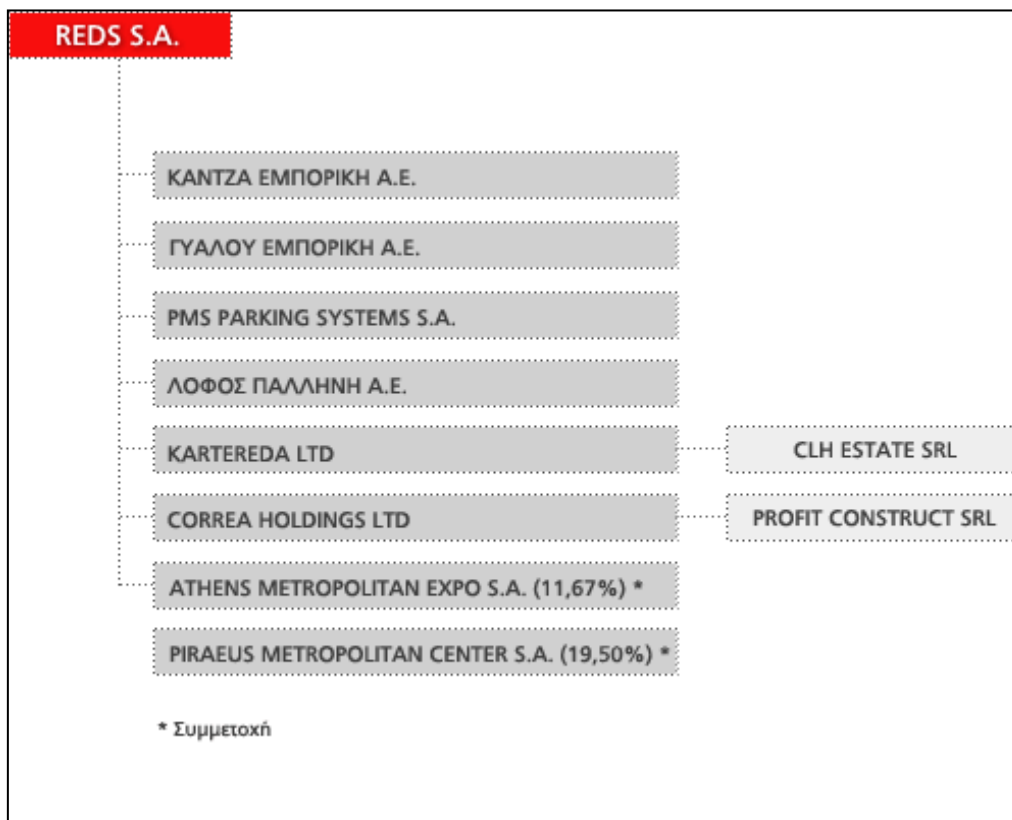 REDS S.A.
ΚΑΝΤΖΑ ΕΜΠΟΡΙΚΗ Α.Ε.
ΓΥΑΛΟΥ ΕΜΠΟΡΙΚΗ Α.Ε.
PMS PARKING SYSTEMS S.A.
ΛΟΦΟΣ ΠΑΛΛΗΝΗ Α.Ε.
KARTEREDA LTD
CLH ESTATE SRL
CORREA HOLDINGS LTD
PROFIT CONSTRUCT SRL
ATHENS METROPOLITAN EXPO S.A. (11,67%) *
PIRAEUS METROPOLITAN CENTER S.A. (19,50%) *
* Συμμετοχή